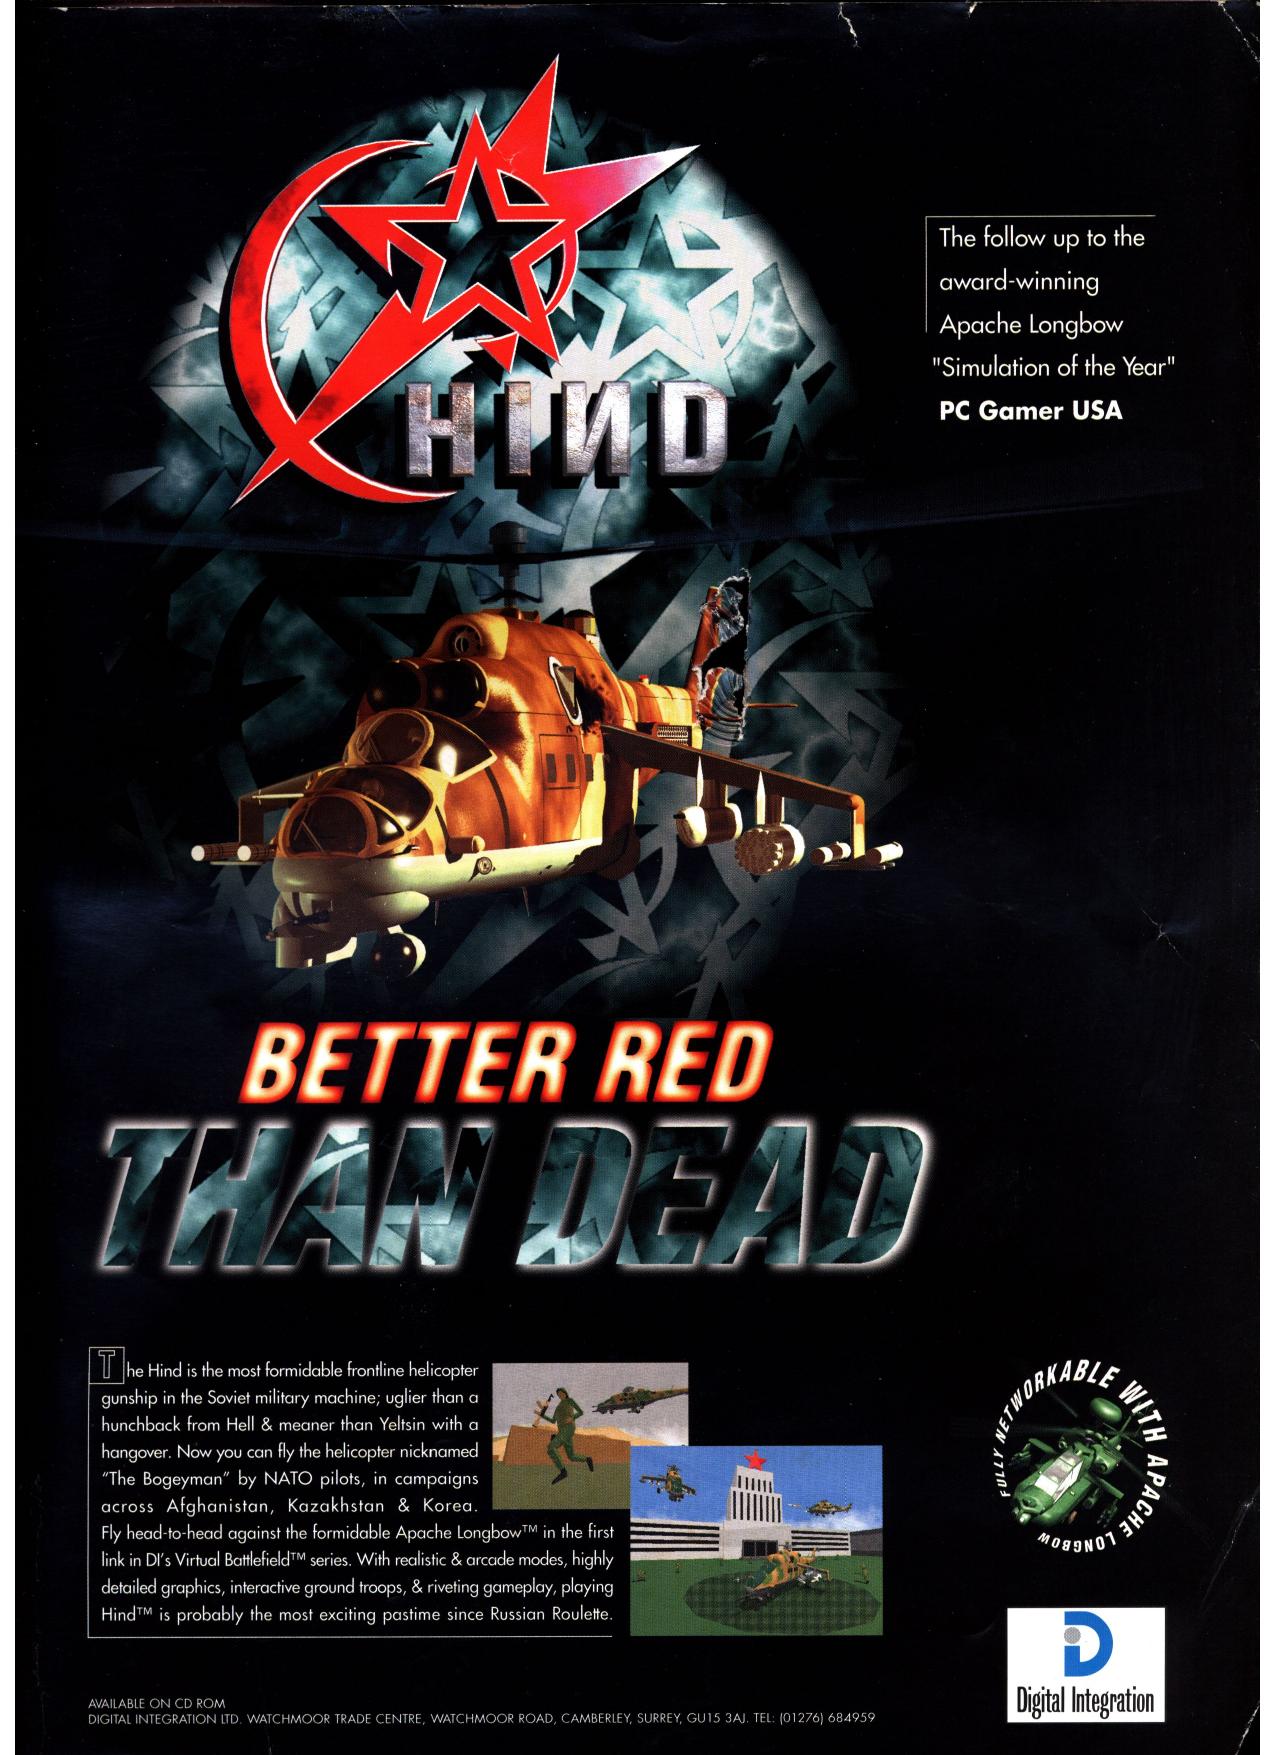 HIИD
The follow up to the
award-winning
Apache Longbow
"Simulation of the Year"
PC Gamer USA
BETTER RED
THAN DEAD
The Hind is the most formidable frontline helicopter
gunship in the Soviet military machine; uglier than a
hunchback from Hell & meaner than Yeltsin with a
hangover. Now you can fly the helicopter nicknamed
“The Bogeyman” by NATO pilots, in campaigns
across Afghanistan, Kazakhstan & Korea.
Fly head-to-head against the formidable Apache Longbow™ in the first
link in DI's Virtual Battlefield™ series. With realistic & arcade modes, highly
detailed graphics, interactive ground troops, & riveting gameplay, playing
Hind™ is probably the most exciting pastime since Russian Roulette.
FULLY NETWORKABLE WITH APACHE LONGBOW
Digital Integration
AVAILABLE ON CD ROM
DIGITAL INTEGRATION LTD. WATCHMOOR TRADE CENTRE, WATCHMOOR ROAD, CAMBERLEY, SURREY, GU15 3AJ. TEL: (01276) 684959